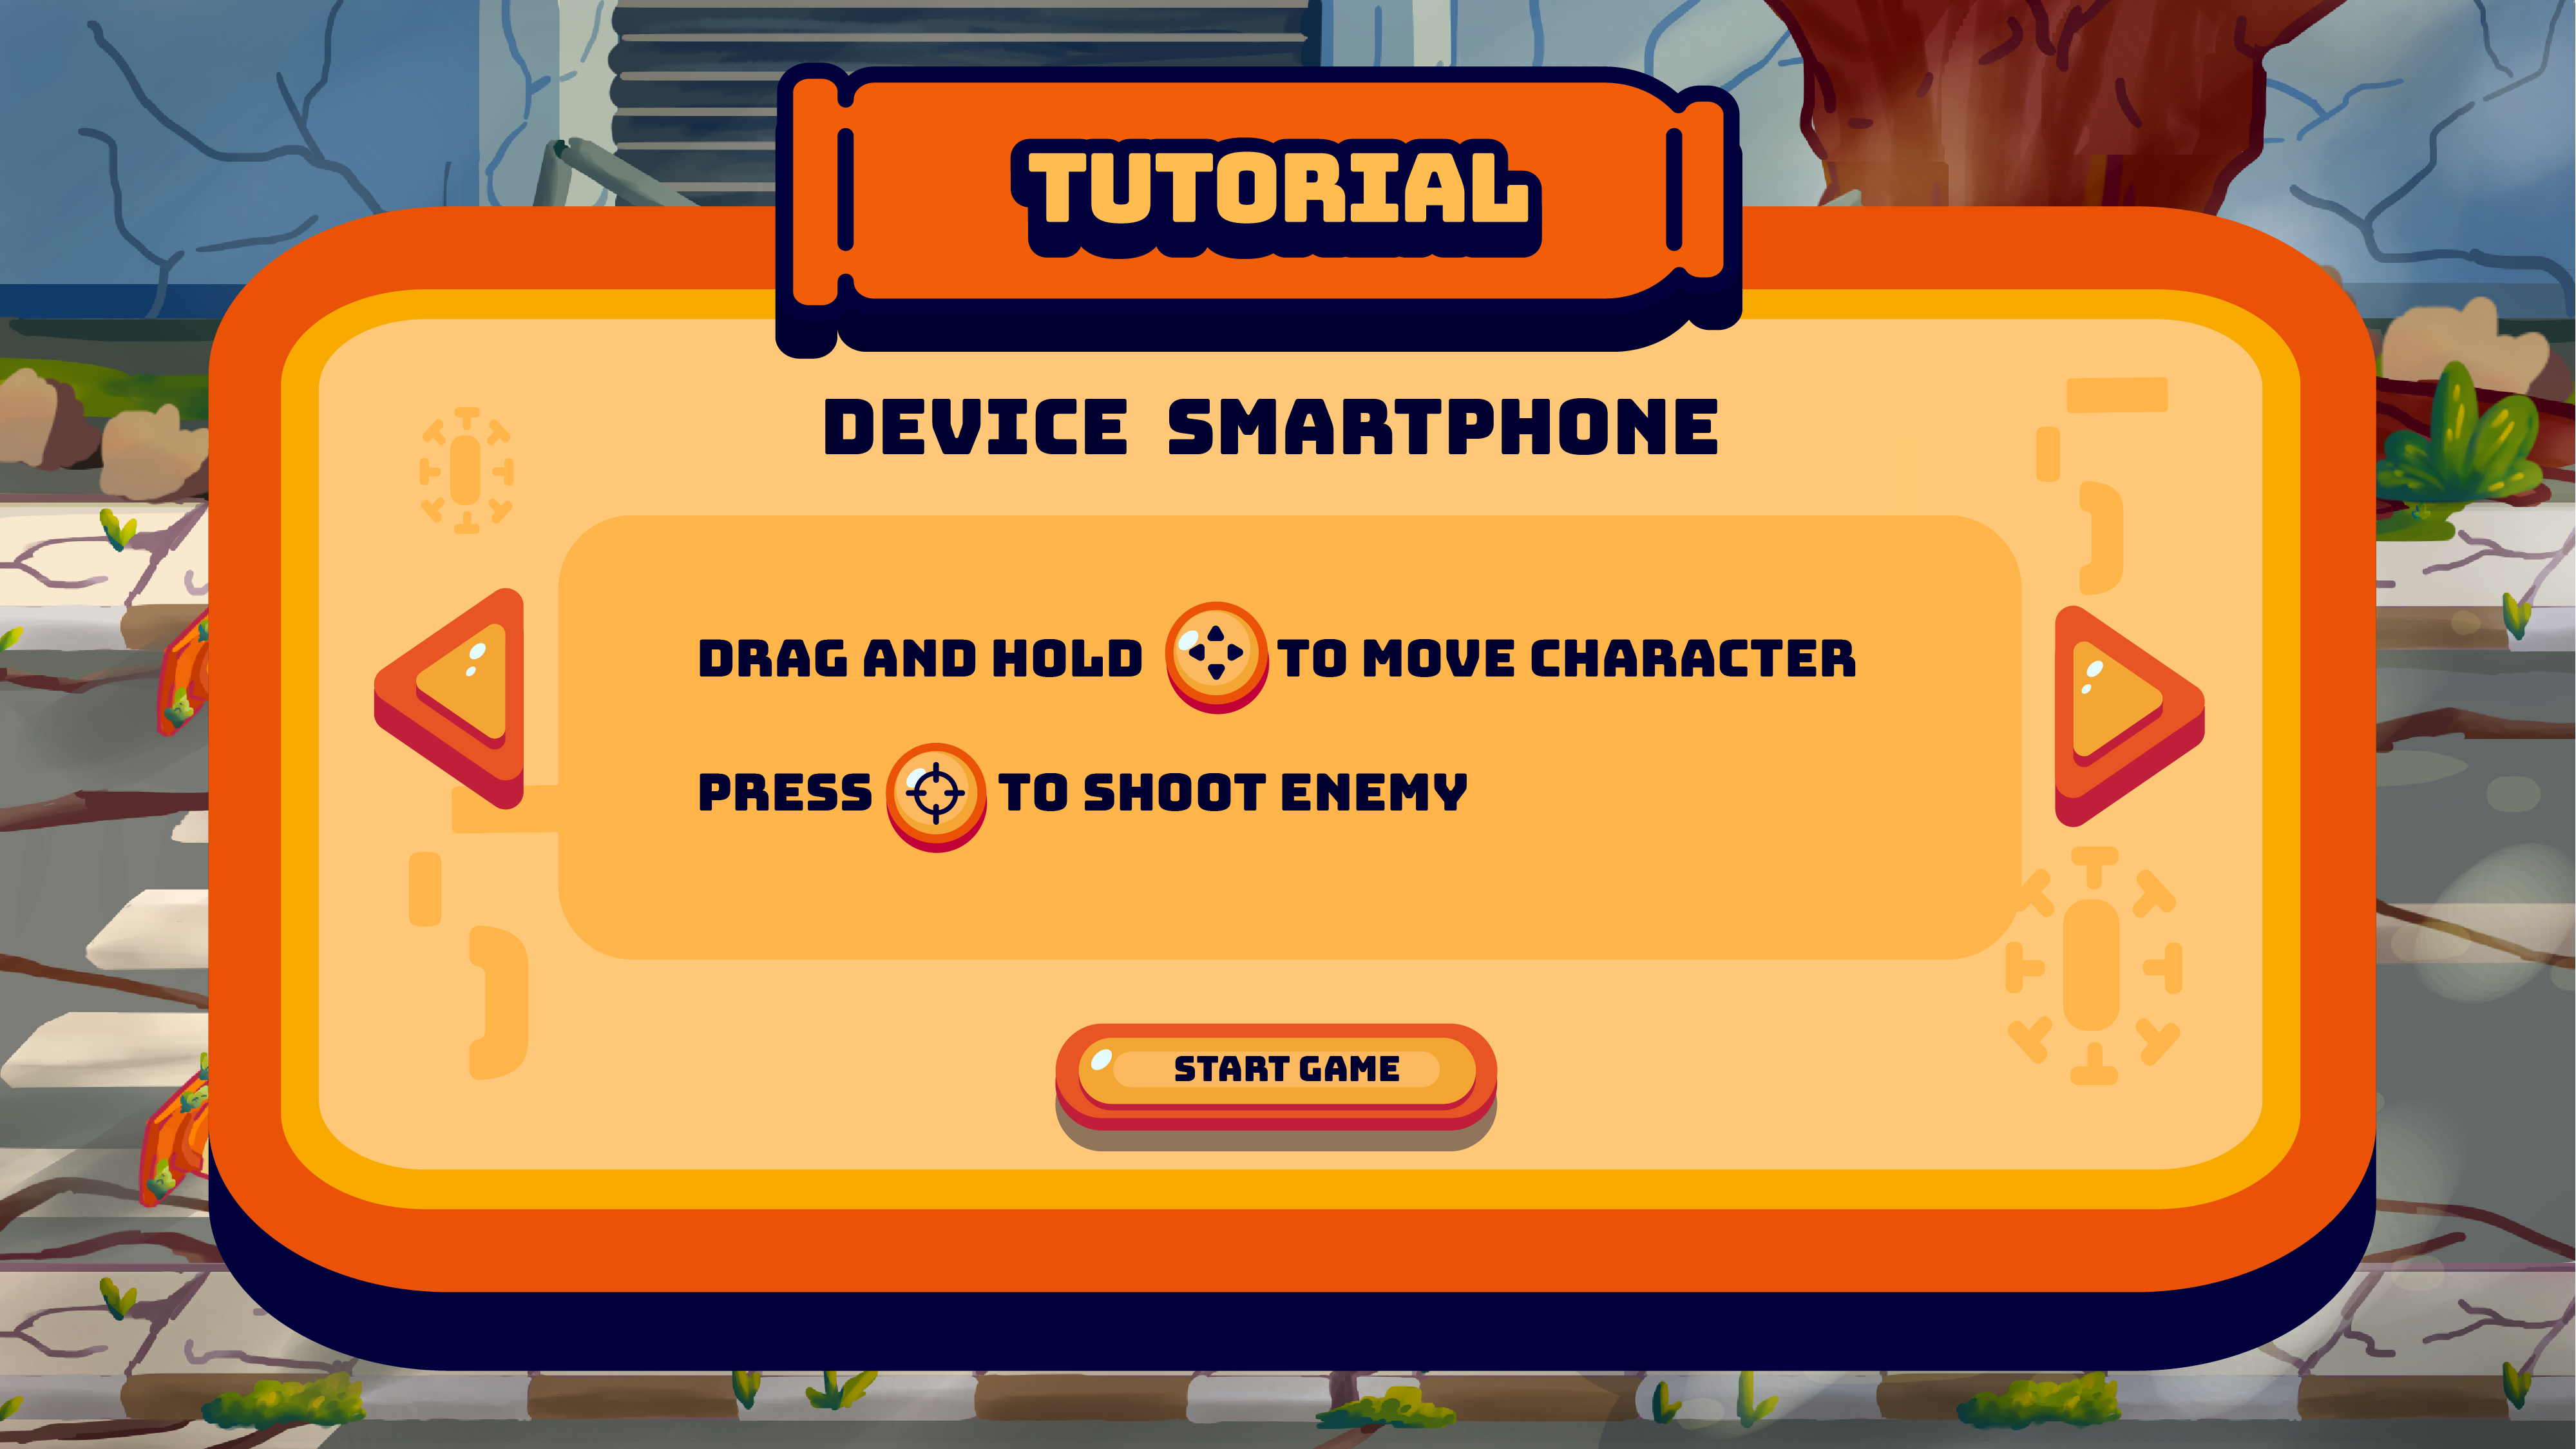 TUTORIAL
DEVICE SMARTPHONE
DRAG AND HOLD TO MOVE CHARACTER
PRESS TO SHOOT ENEMY
START GAME